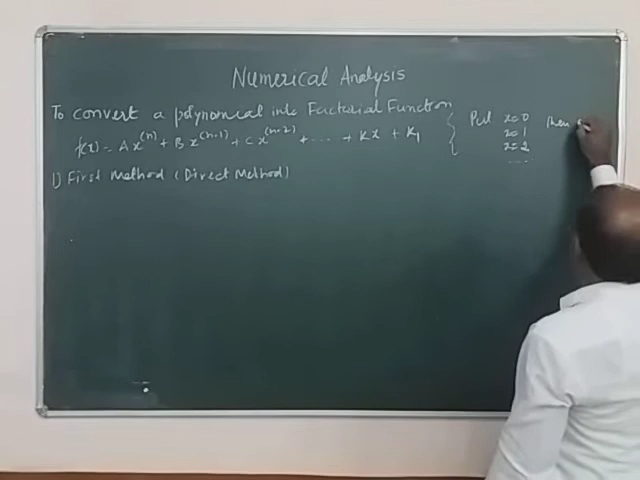 Numerical Analysis
To convert a polynomial into Factorial Function
f(x) = A x^(n) + B x^(n-1) + C x^(n-2) + .... + K x + K₁
{ Put x=0 then
x=1
x=2
....
1) First Method (Direct Method)